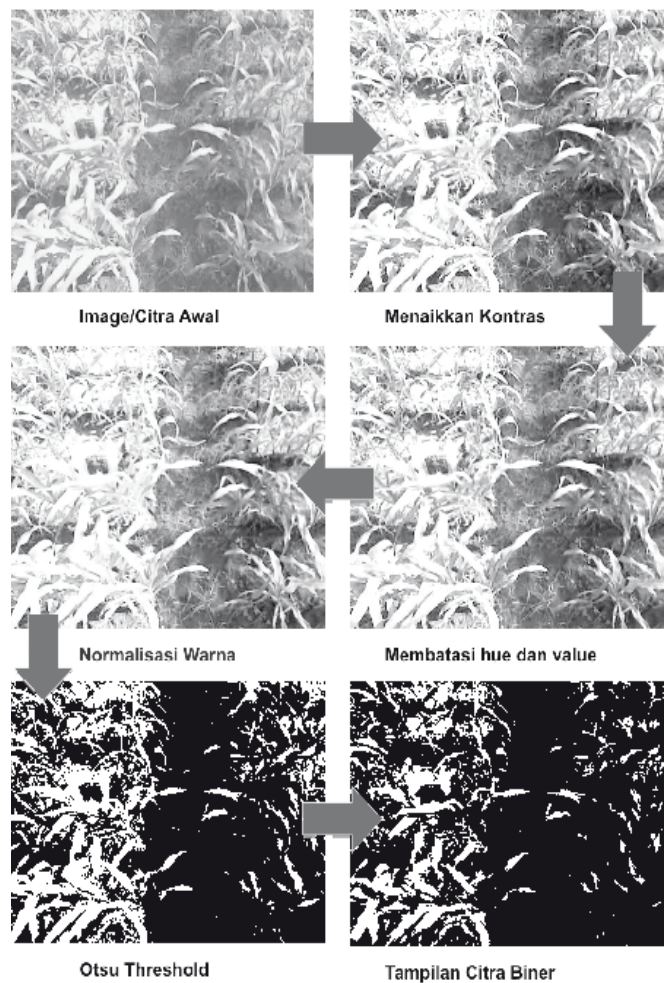 Image/Citra Awal
Menaikkan Kontras
Normalisasi Warna
Membatasi hue dan value
Otsu Threshold
Tampilan Citra Biner